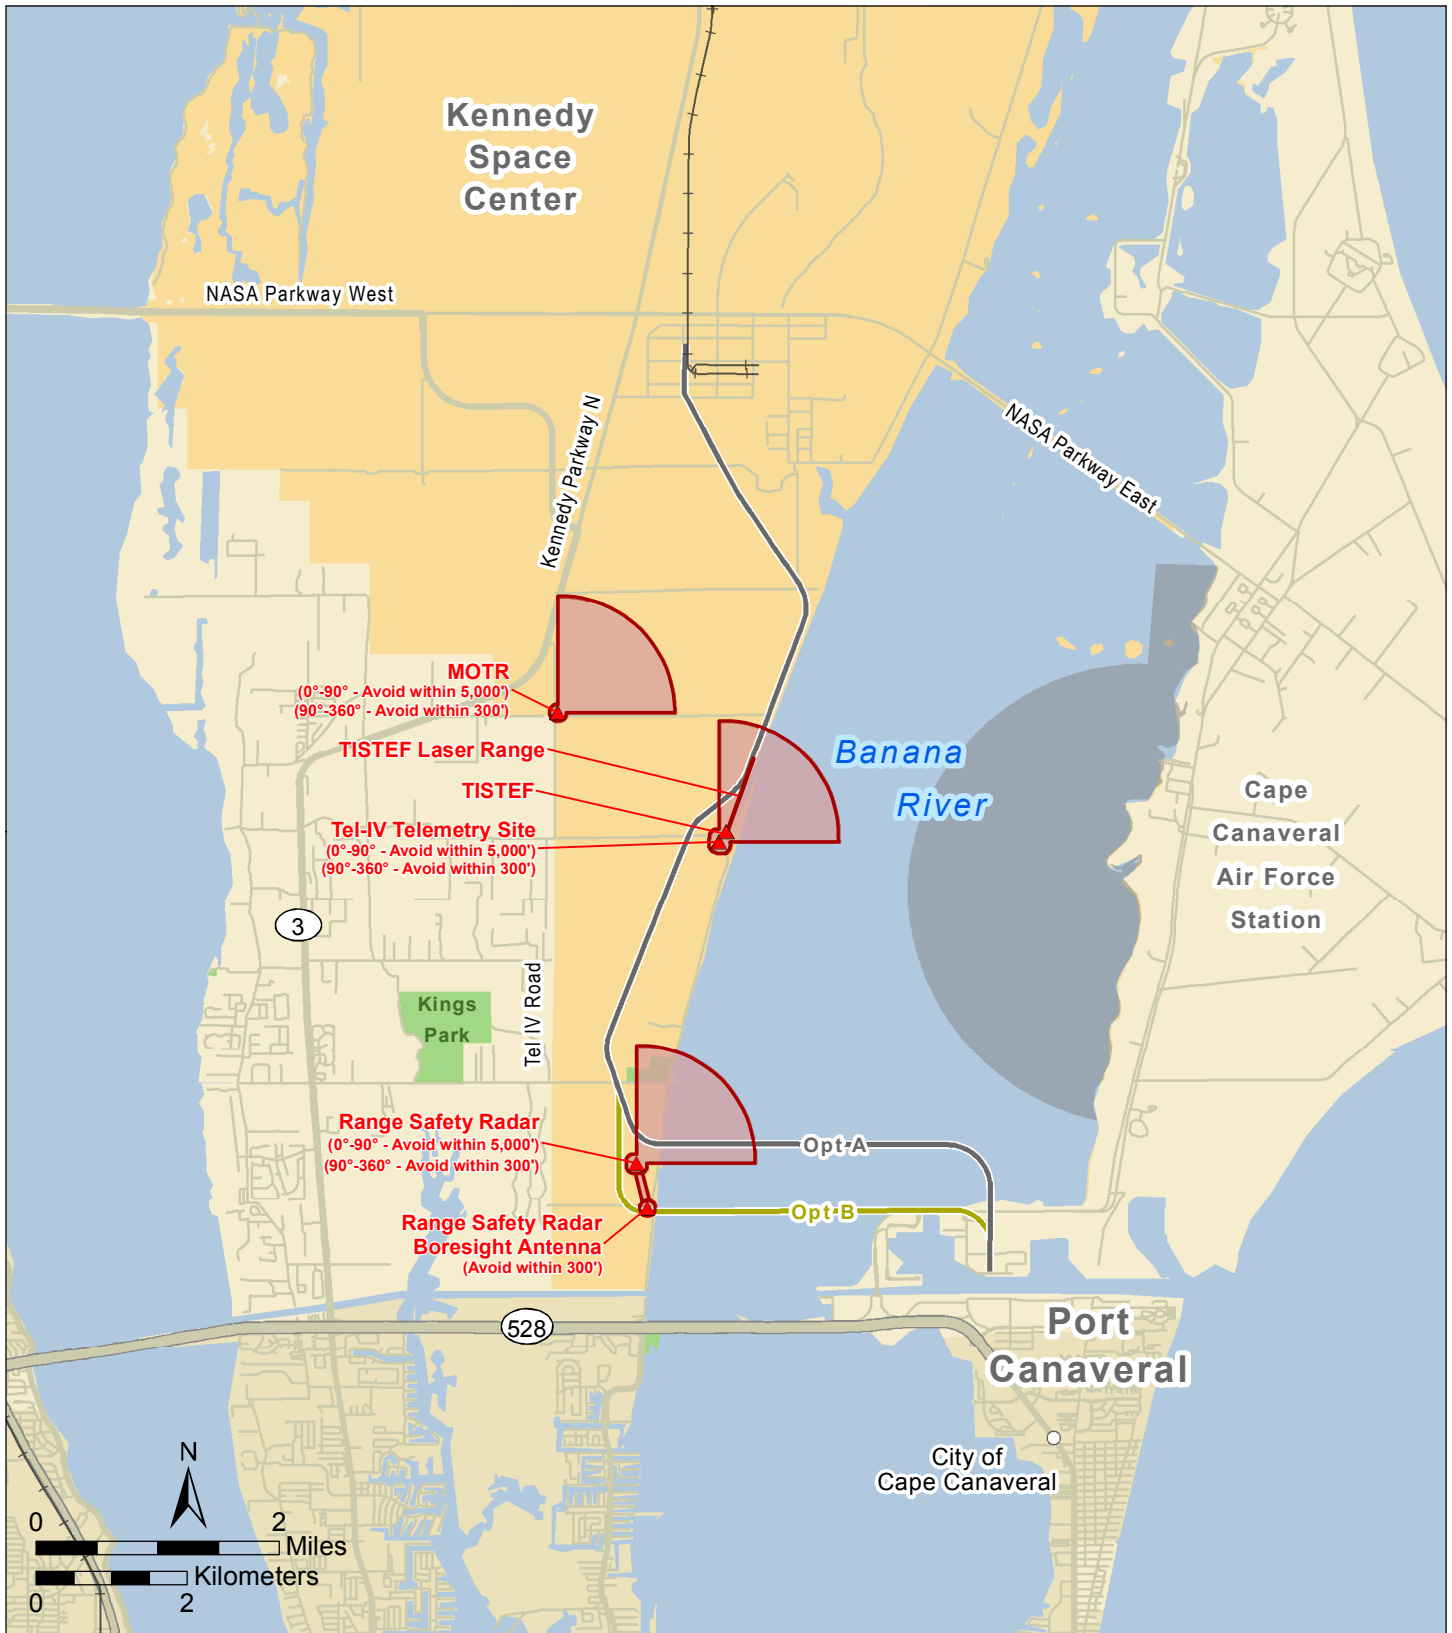 Kennedy
Space
Center
NASA Parkway West
Kennedy Parkway N
NASA Parkway East
MOTR
(0°-90° - Avoid within 5,000')
(90°-360° - Avoid within 300')
TISTEF Laser Range
TISTEF
Tel-IV Telemetry Site
(0°-90° - Avoid within 5,000')
(90°-360° - Avoid within 300')
Banana
River
Cape
Canaveral
Air Force
Station
3
Tel IV Road
Kings
Park
Range Safety Radar
(0°-90° - Avoid within 5,000')
(90°-360° - Avoid within 300')
Opt A
Opt B
Range Safety Radar
Boresight Antenna
(Avoid within 300')
528
Port
Canaveral
City of
Cape Canaveral
N
0 2
Miles
Kilometers
0 2